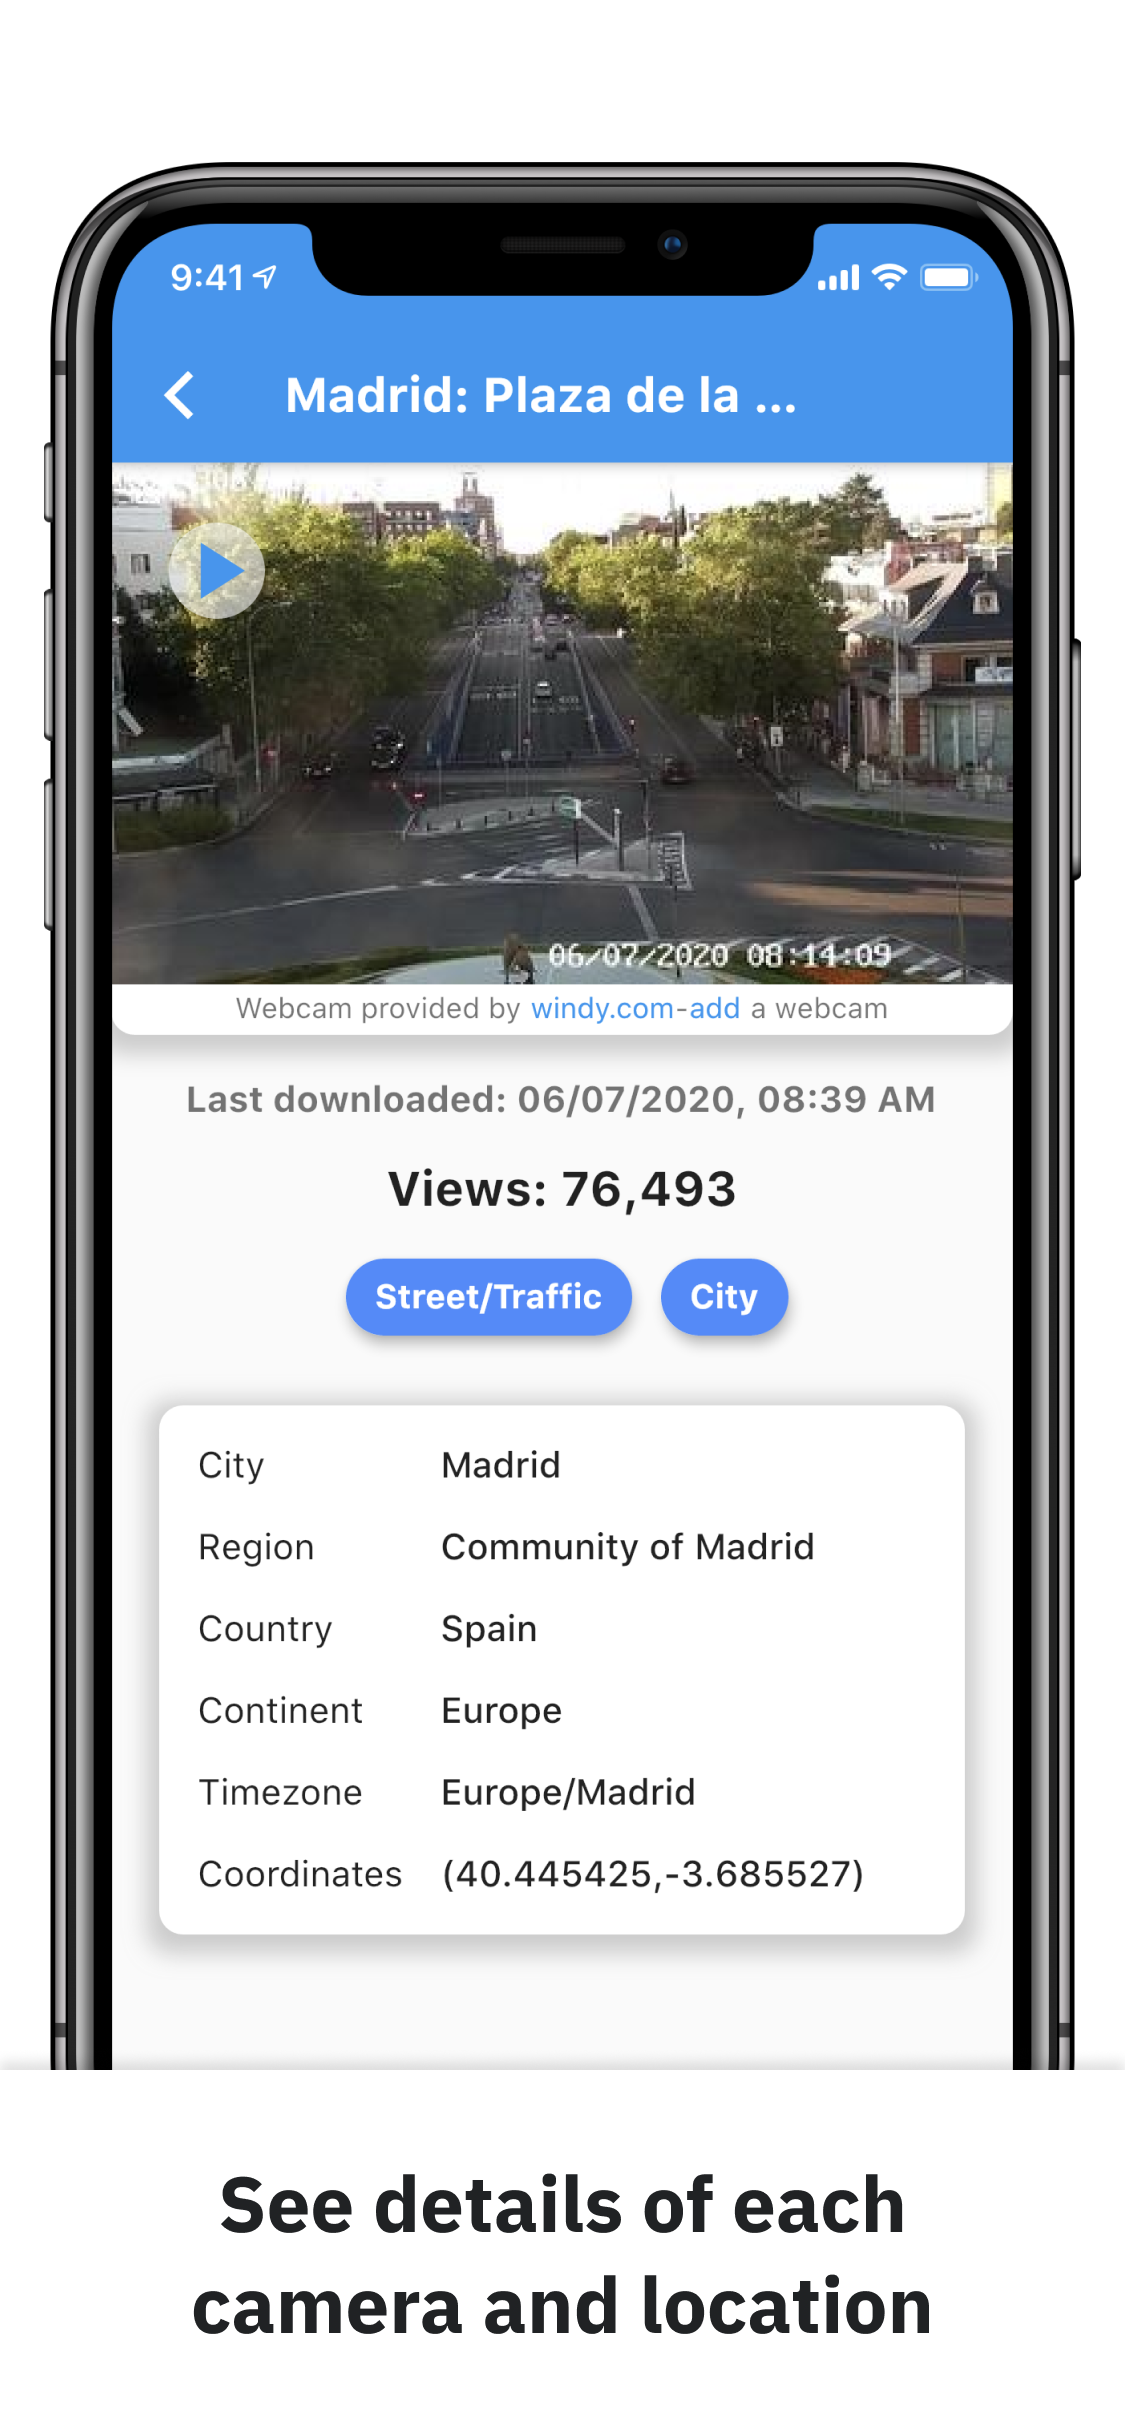 9:41
Madrid: Plaza de la ...
06/07/2020 08:14:09
Webcam provided by windy.com-add a webcam
Last downloaded: 06/07/2020, 08:39 AM
Views: 76,493
Street/Traffic City
City Madrid
Region Community of Madrid
Country Spain
Continent Europe
Timezone Europe/Madrid
Coordinates (40.445425,-3.685527)
See details of each
camera and location